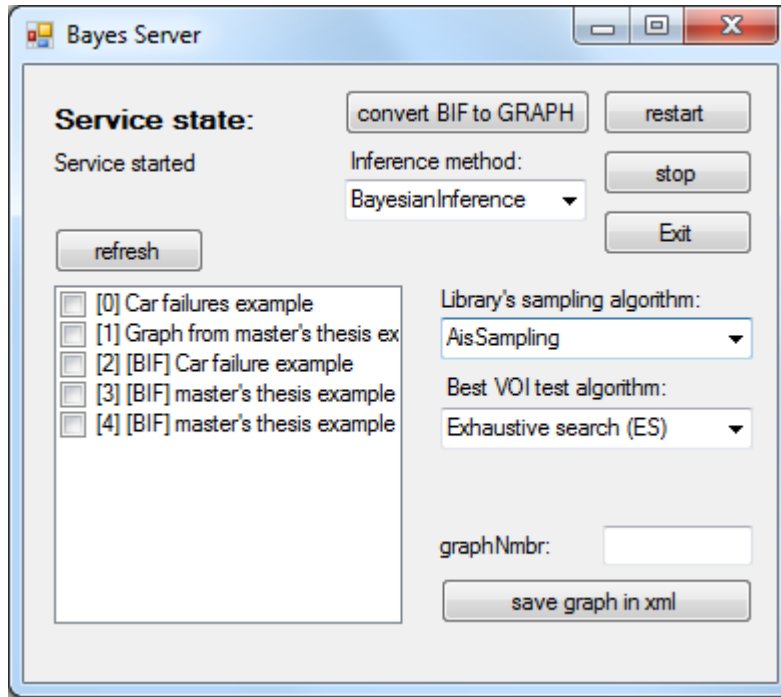 Bayes Server
Service state:
convert BIF to GRAPH
restart
Service started
Inference method:
stop
BayesianInference
Exit
refresh
[0] Car failures example
[1] Graph from master's thesis ex
[2] [BIF] Car failure example
[3] [BIF] master's thesis example
[4] [BIF] master's thesis example
Library's sampling algorithm:
AisSampling
Best VOI test algorithm:
Exhaustive search (ES)
graphNmbr:
save graph in xml